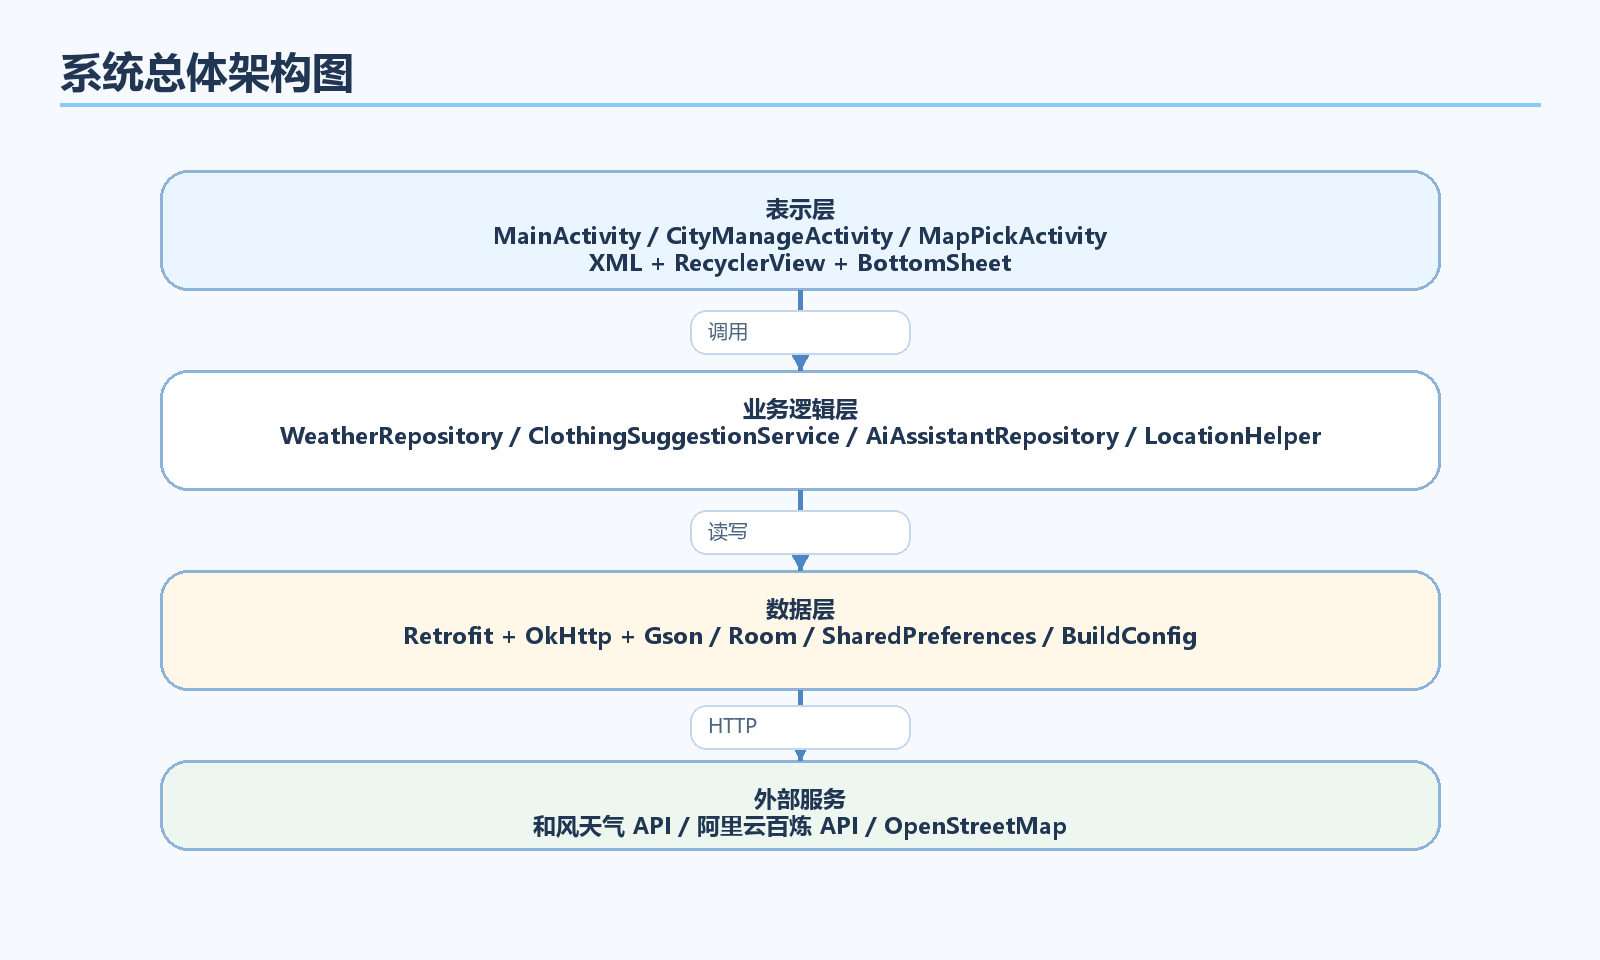 系统总体架构图
表示层
MainActivity / CityManageActivity / MapPickActivity
XML + RecyclerView + BottomSheet
调用
业务逻辑层
WeatherRepository / ClothingSuggestionService / AiAssistantRepository / LocationHelper
读写
数据层
Retrofit + OkHttp + Gson / Room / SharedPreferences / BuildConfig
HTTP
外部服务
和风天气 API / 阿里云百炼 API / OpenStreetMap